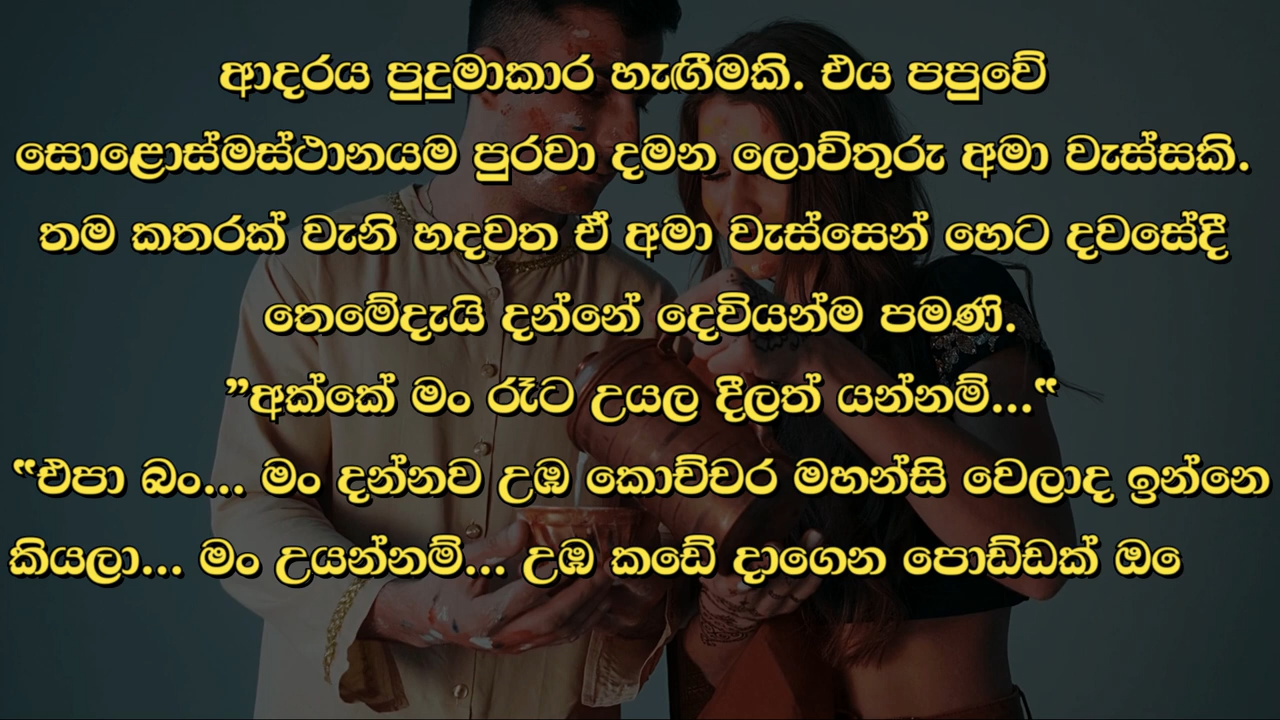 ආදරය පුදුමාකාර හැඟීමකි. එය පපුවේ
සොළොස්මස්ථානයම පුරවා දමන ලොව්තුරු අමා වැස්සකි.
තම කතරක් වැනි හදවත ඒ අමා වැස්සෙන් හෙට දවසේදී
තෙමේදැයි දන්නේ දෙවියන්ම පමණි.
”අක්කේ මං රෑට උයල දීලත් යන්නම්...“
“එපා බං... මං දන්නව උඹ කොච්චර මහන්සි වෙලාද ඉන්නෙ
කියලා... මං උයන්නම්... උඹ කඩේ දාගෙන පොඩ්ඩක් ඔෙ